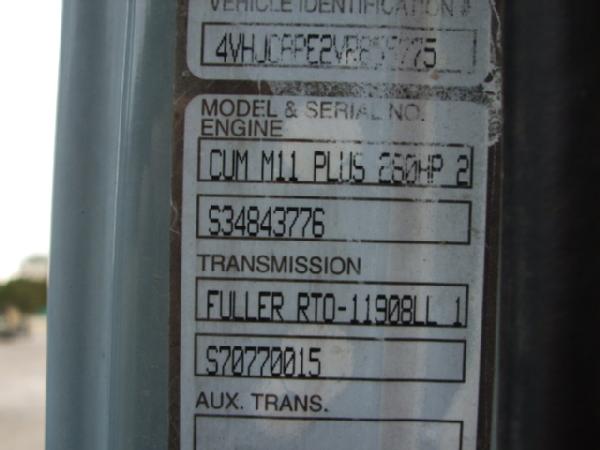 VEHICLE IDENTIFICATION #
MODEL & SERIAL NO.
ENGINE
CUM M11 PLUS 280HP 2
S34843776
TRANSMISSION
FULLER RTO-11908LL 1
S70770015
AUX. TRANS.